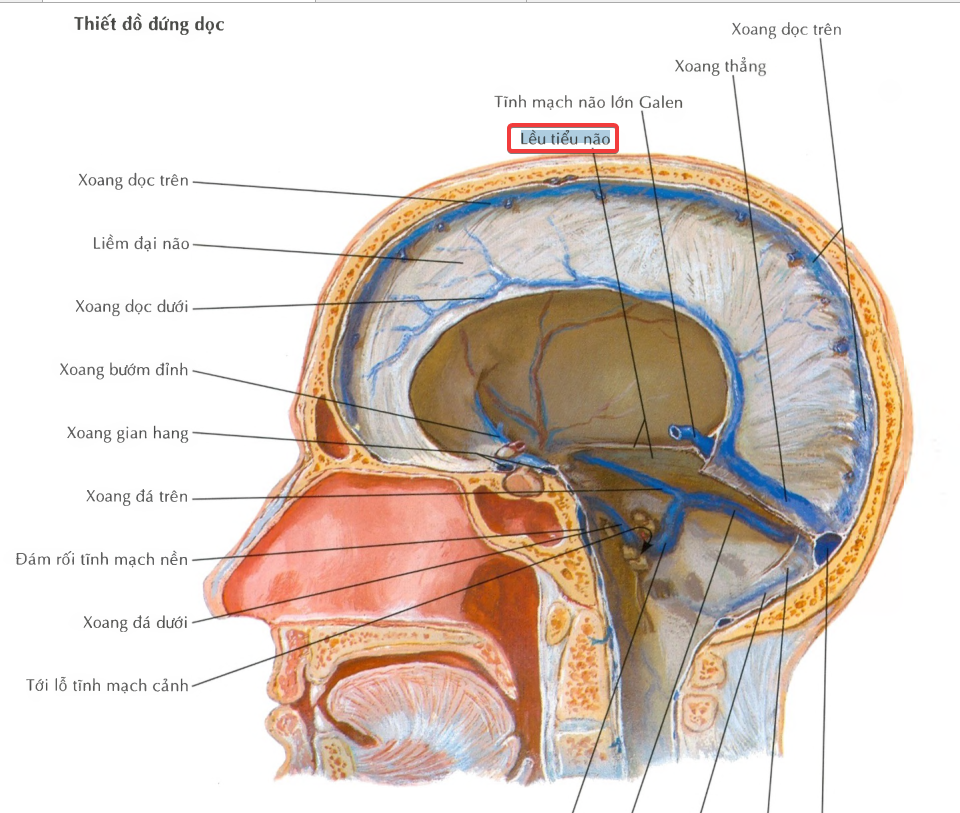 Thiết đồ đứng dọc
Xoang dọc trên
Xoang thẳng
Tĩnh mạch não lớn Galen
Lều tiểu não
Xoang dọc trên
Liềm đại não
Xoang dọc dưới
Xoang bướm đỉnh
Xoang gian hang
Xoang đá trên
Đám rối tĩnh mạch nền
Xoang đá dưới
Tới lỗ tĩnh mạch cảnh